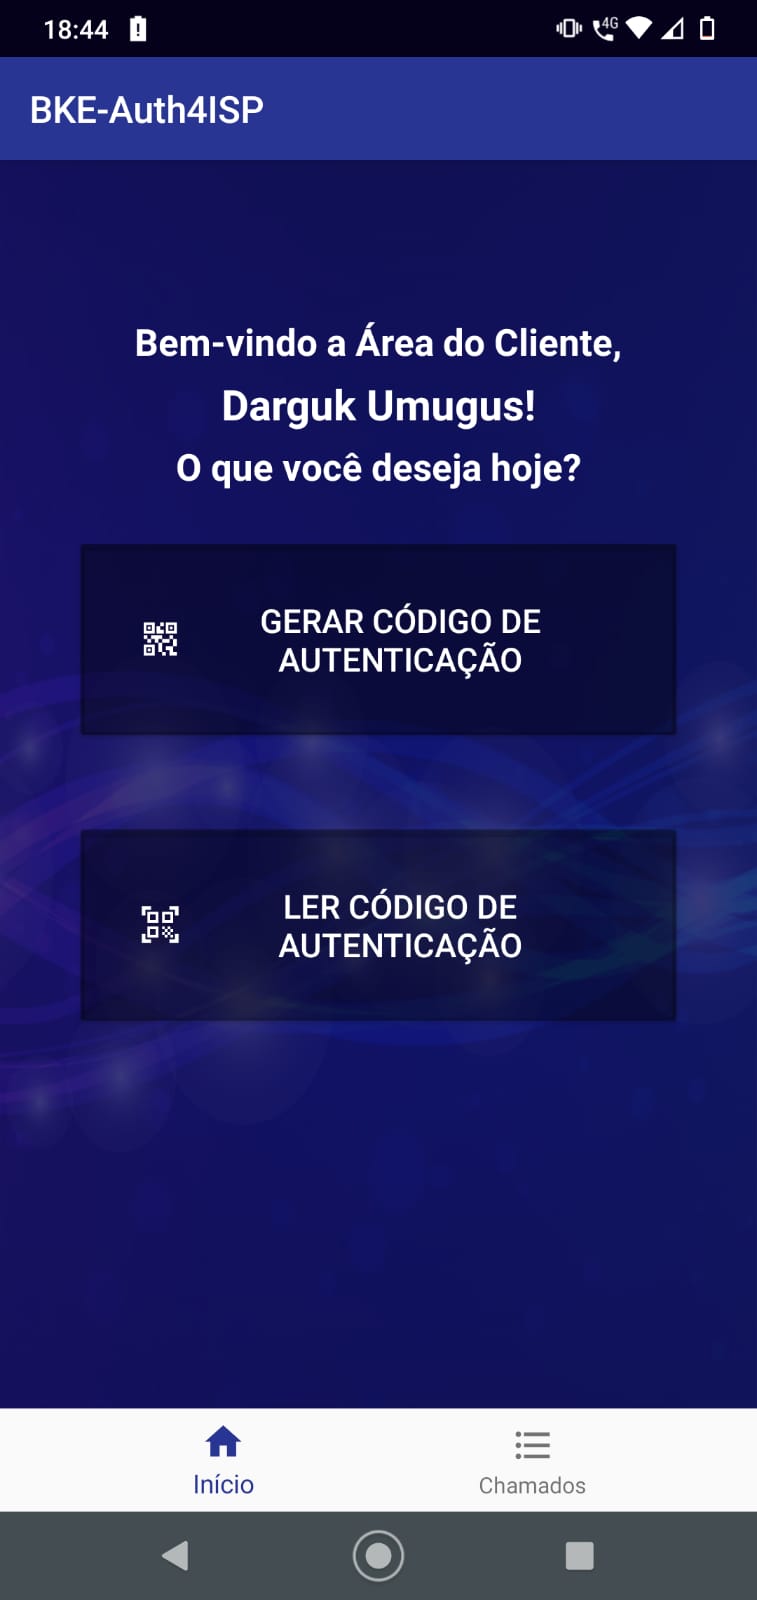 18:44
4G
BKE-Auth4ISP
Bem-vindo a Área do Cliente,
Darguk Umugus!
O que você deseja hoje?
GERAR CÓDIGO DE
AUTENTICAÇÃO
LER CÓDIGO DE
AUTENTICAÇÃO
Início
Chamados